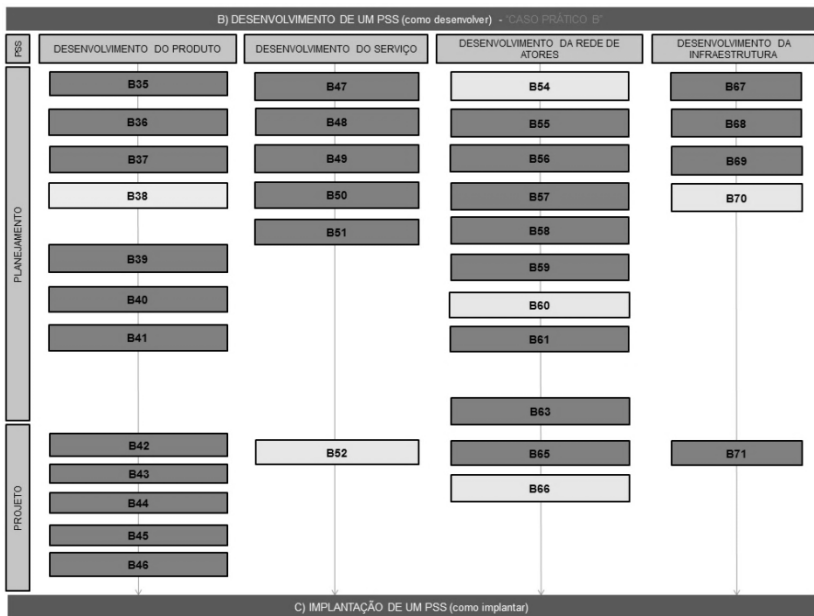 B) DESENVOLVIMENTO DE UM PSS (como desenvolver) - "CASO PRÁTICO B"
PSS
DESENVOLVIMENTO DO PRODUTO
DESENVOLVIMENTO DO SERVIÇO
DESENVOLVIMENTO DA REDE DE
ATORES
DESENVOLVIMENTO DA
INFRAESTRUTURA
PLANEJAMENTO
B35
B36
B37
B38
B39
B40
B41
B47
B48
B49
B50
B51
B54
B55
B56
B57
B58
B59
B60
B61
B63
B67
B68
B69
B70
PROJETO
B42
B43
B44
B45
B46
B52
B65
B66
B71
C) IMPLANTAÇÃO DE UM PSS (como implantar)